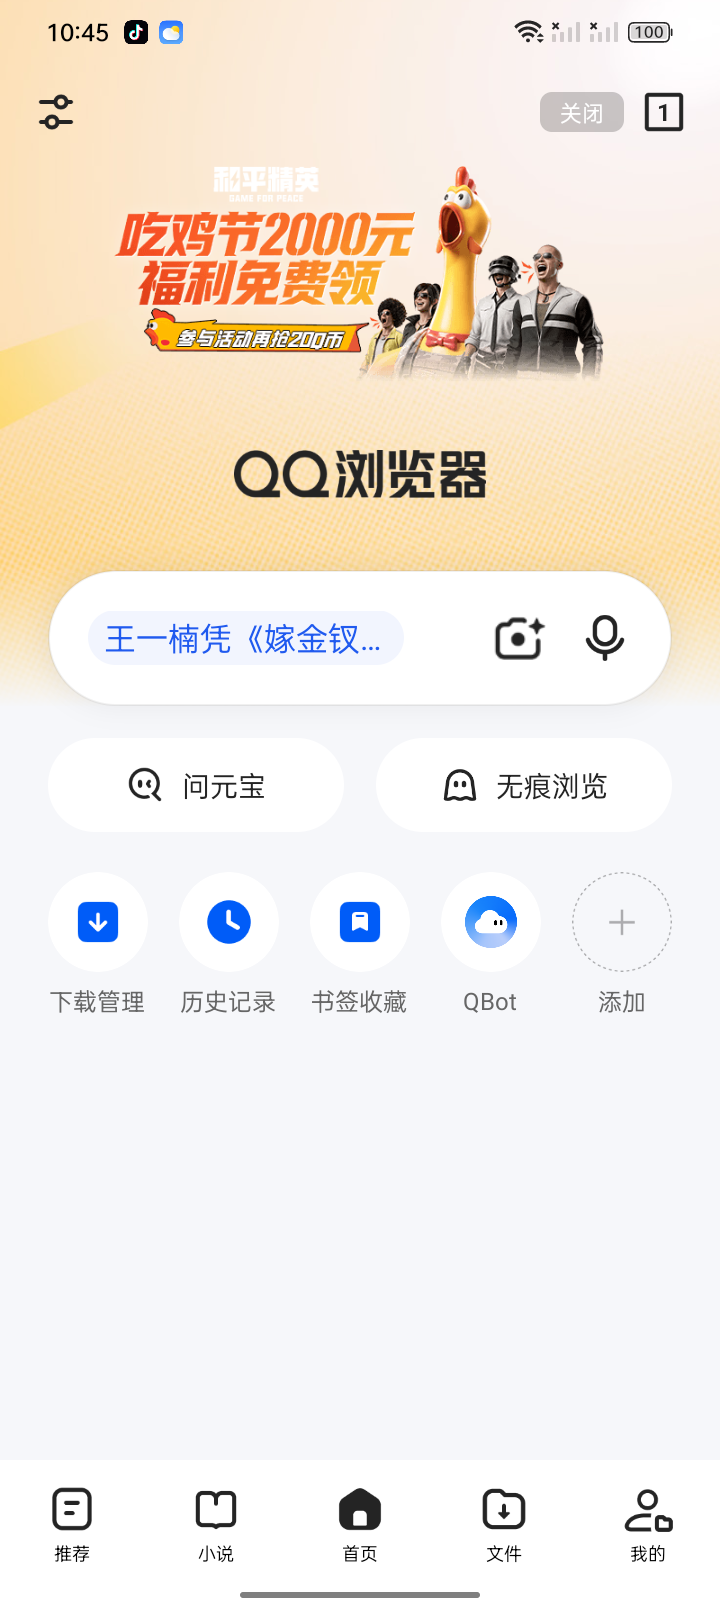 10:45
100
关闭
1
和平精英
GAME FOR PEACE
吃鸡节2000元
福利免费领
参与活动再抢20Q币
QQ浏览器
王一楠凭《嫁金钗...
问元宝
无痕浏览
下载管理
历史记录
书签收藏
QBot
添加
推荐
小说
首页
文件
我的